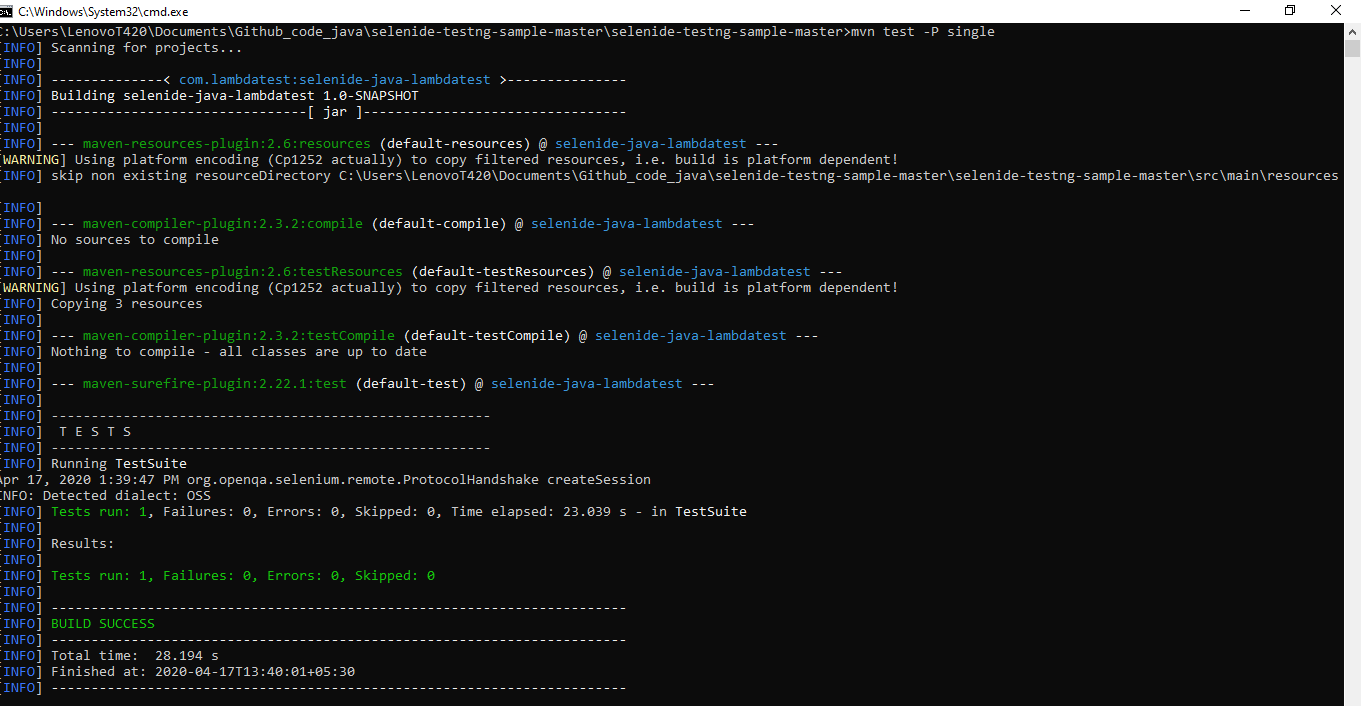 C:\Windows\System32\cmd.exe
C:\Users\LenovoT420\Documents\Github_code_java\selenide-testng-sample-master\selenide-testng-sample-master>mvn test -P single
[INFO] Scanning for projects...
[INFO]
[INFO] --------------< com.lambdatest:selenide-java-lambdatest >---------------
[INFO] Building selenide-java-lambdatest 1.0-SNAPSHOT
[INFO] --------------------------------[ jar ]---------------------------------
[INFO]
[INFO] --- maven-resources-plugin:2.6:resources (default-resources) @ selenide-java-lambdatest ---
[WARNING] Using platform encoding (Cp1252 actually) to copy filtered resources, i.e. build is platform dependent!
[INFO] skip non existing resourceDirectory C:\Users\LenovoT420\Documents\Github_code_java\selenide-testng-sample-master\selenide-testng-sample-master\src\main\resources
[INFO]
[INFO] --- maven-compiler-plugin:2.3.2:compile (default-compile) @ selenide-java-lambdatest ---
[INFO] No sources to compile
[INFO]
[INFO] --- maven-resources-plugin:2.6:testResources (default-testResources) @ selenide-java-lambdatest ---
[WARNING] Using platform encoding (Cp1252 actually) to copy filtered resources, i.e. build is platform dependent!
[INFO] Copying 3 resources
[INFO]
[INFO] --- maven-compiler-plugin:2.3.2:testCompile (default-testCompile) @ selenide-java-lambdatest ---
[INFO] Nothing to compile - all classes are up to date
[INFO]
[INFO] --- maven-surefire-plugin:2.22.1:test (default-test) @ selenide-java-lambdatest ---
[INFO]
[INFO] -------------------------------------------------------
[INFO]  T E S T S
[INFO] -------------------------------------------------------
[INFO] Running TestSuite
Apr 17, 2020 1:39:47 PM org.openqa.selenium.remote.ProtocolHandshake createSession
INFO: Detected dialect: OSS
[INFO] Tests run: 1, Failures: 0, Errors: 0, Skipped: 0, Time elapsed: 23.039 s - in TestSuite
[INFO]
[INFO] Results:
[INFO]
[INFO] Tests run: 1, Failures: 0, Errors: 0, Skipped: 0
[INFO]
[INFO] ------------------------------------------------------------------------
[INFO] BUILD SUCCESS
[INFO] ------------------------------------------------------------------------
[INFO] Total time:  28.194 s
[INFO] Finished at: 2020-04-17T13:40:01+05:30
[INFO] ------------------------------------------------------------------------